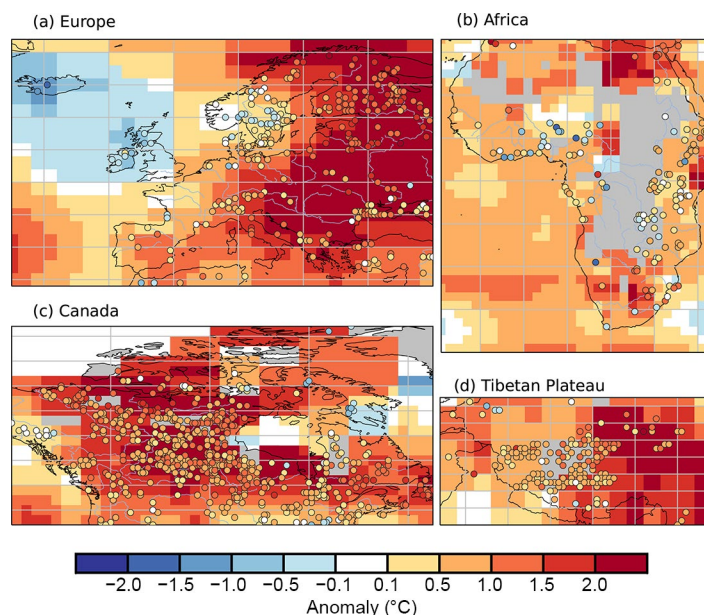 (a) Europe
(b) Africa
(c) Canada
(d) Tibetan Plateau
−2.0 −1.5 −1.0 −0.5 −0.1 0.1 0.5 1.0 1.5 2.0
Anomaly (°C)